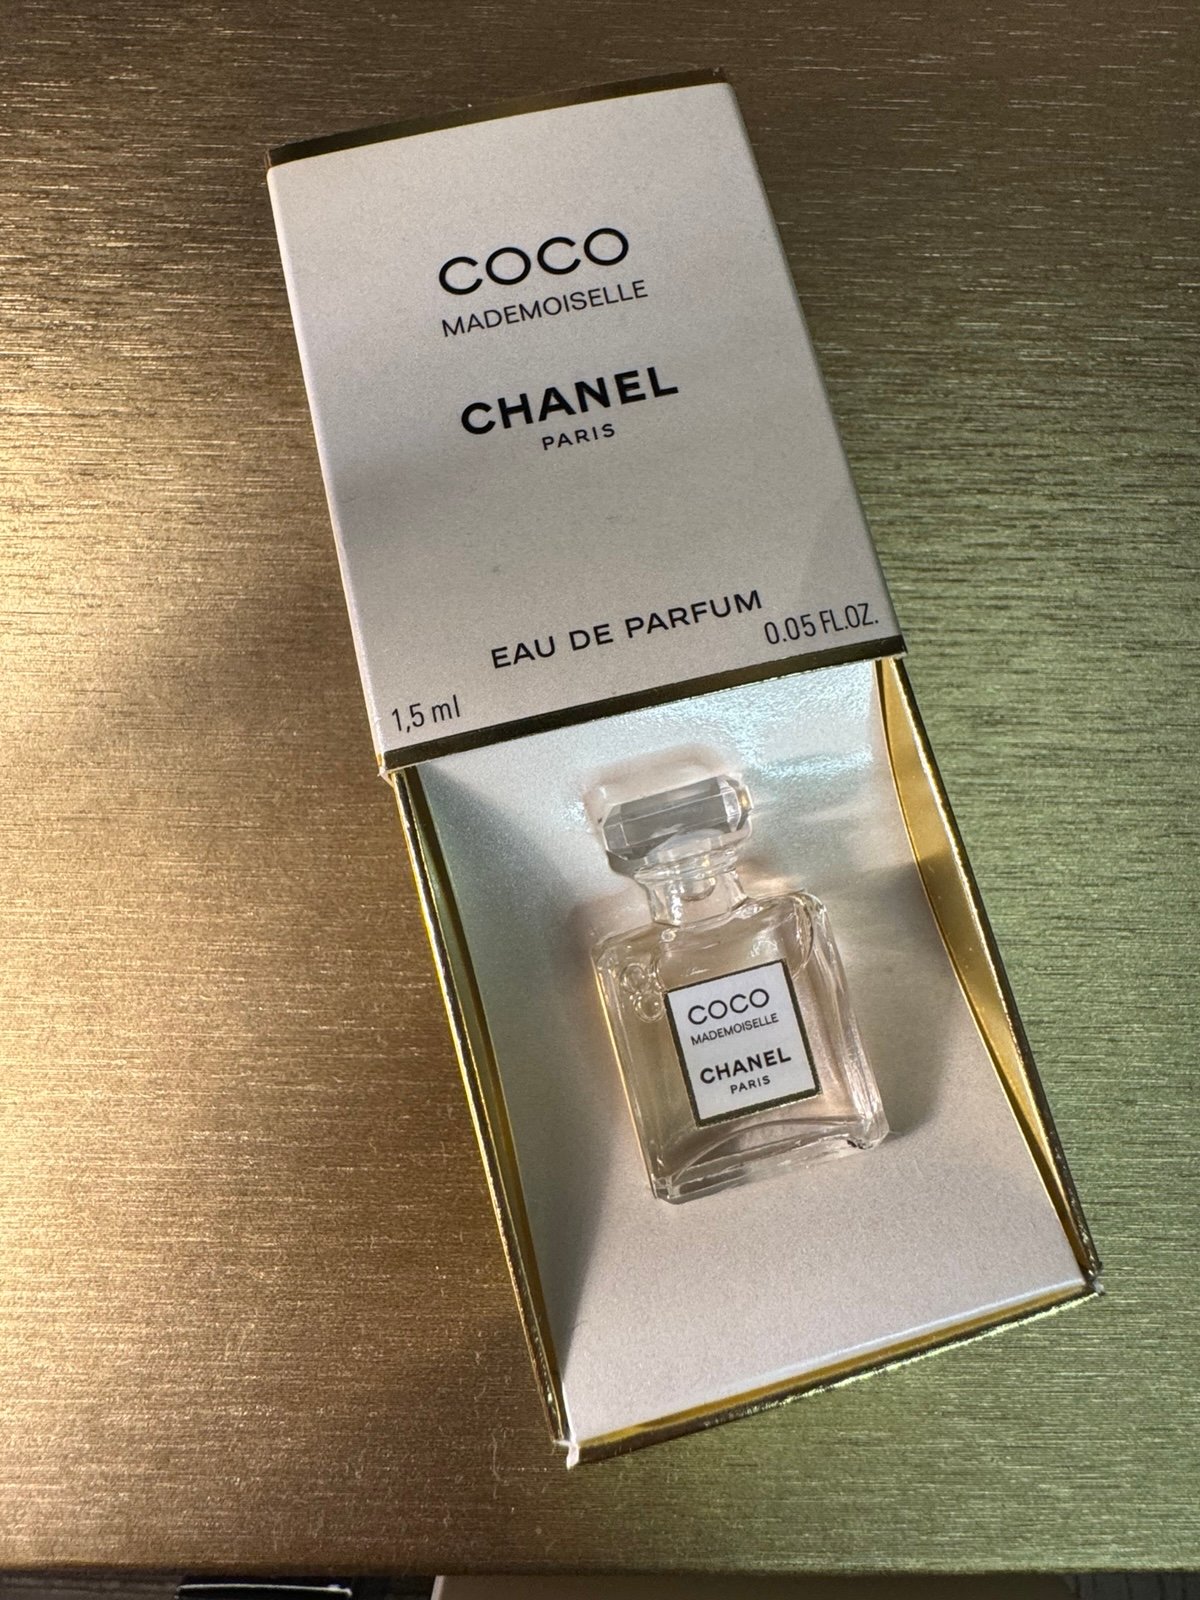 COCO
MADEMOISELLE
CHANEL
PARIS
EAU DE PARFUM
1,5 ml
0.05 FL.OZ.
COCO
MADEMOISELLE
CHANEL
PARIS